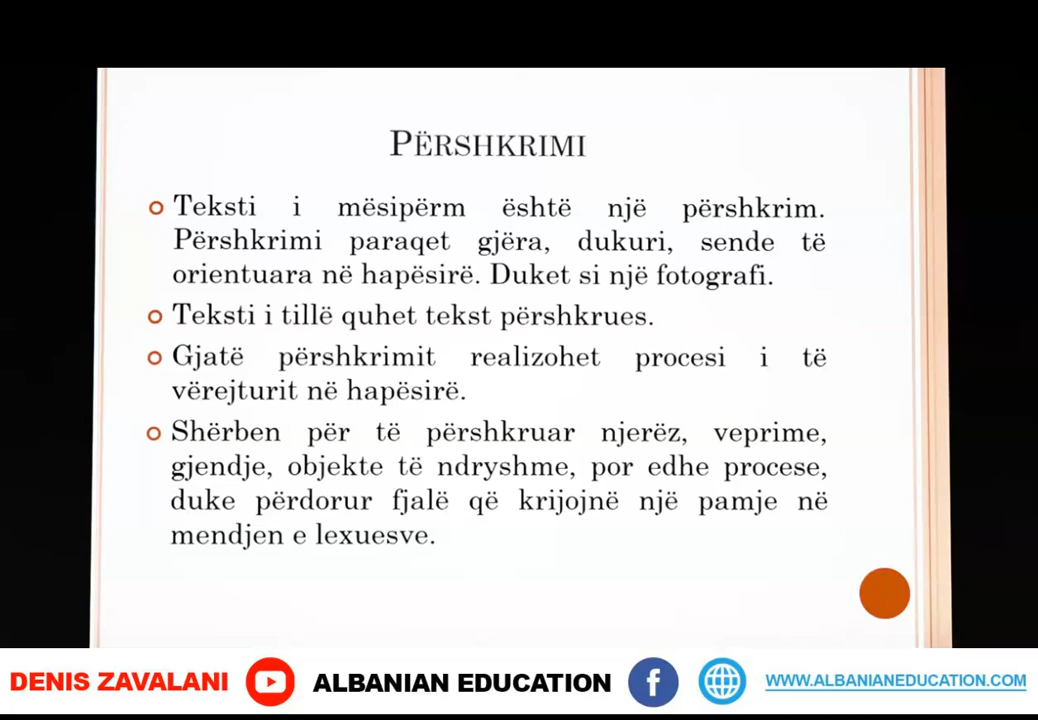 PËRSHKRIMI
Teksti i mësipërm është një përshkrim.
Përshkrimi paraqet gjëra, dukuri, sende të
orientuara në hapësirë. Duket si një fotografi.
Teksti i tillë quhet tekst përshkrues.
Gjatë përshkrimit realizohet procesi i të
vërejturit në hapësirë.
Shërben për të përshkruar njerëz, veprime,
gjendje, objekte të ndryshme, por edhe procese,
duke përdorur fjalë që krijojnë një pamje në
mendjen e lexuesve.
DENIS ZAVALANI ALBANIAN EDUCATION f WWW.ALBANIANEDUCATION.COM